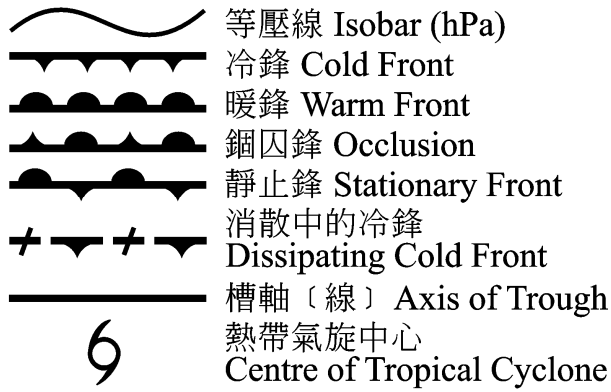 等壓線 Isobar (hPa)
冷鋒 Cold Front
暖鋒 Warm Front
錮囚鋒 Occlusion
靜止鋒 Stationary Front
消散中的冷鋒
Dissipating Cold Front
槽軸﹝線﹞ Axis of Trough
熱帶氣旋中心
Centre of Tropical Cyclone